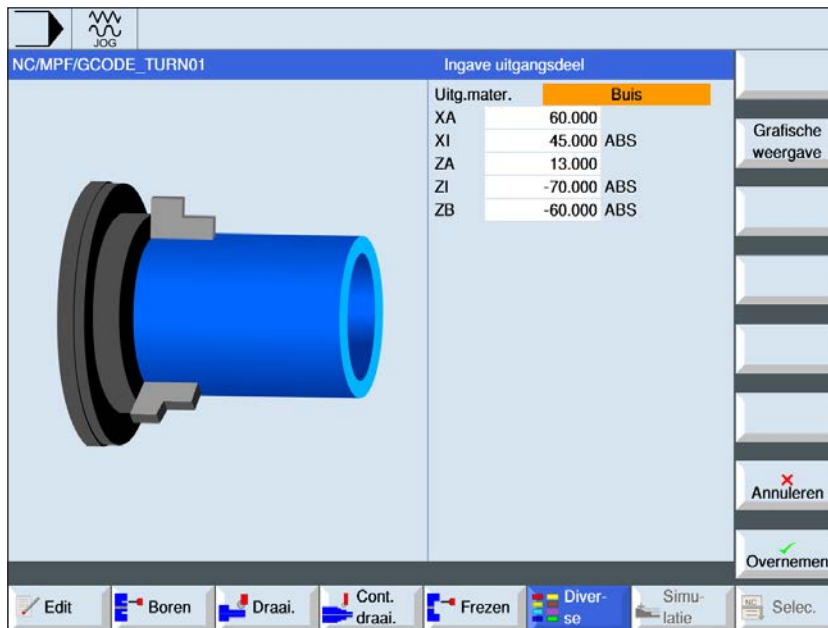 JOG
NC/MPF/GCODE_TURN01
Ingave uitgangsdeel
Uitg.mater. Buis
XA 60.000
XI 45.000 ABS
ZA 13.000
ZI -70.000 ABS
ZB -60.000 ABS
Grafische
weergave
Annuleren
Overnemen
Edit
Boren
Draai.
Cont.
draai.
Frezen
Diver-
se
Simu-
latie
NC
Selec.